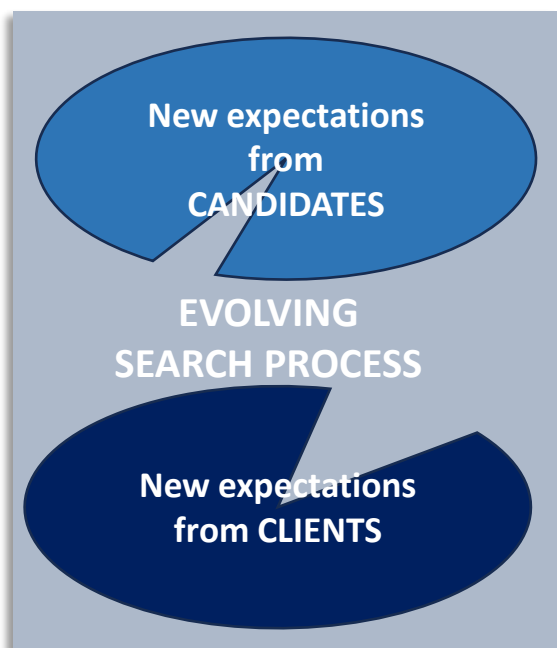 New expectations
from
CANDIDATES
EVOLVING
SEARCH PROCESS
New expectations
from CLIENTS